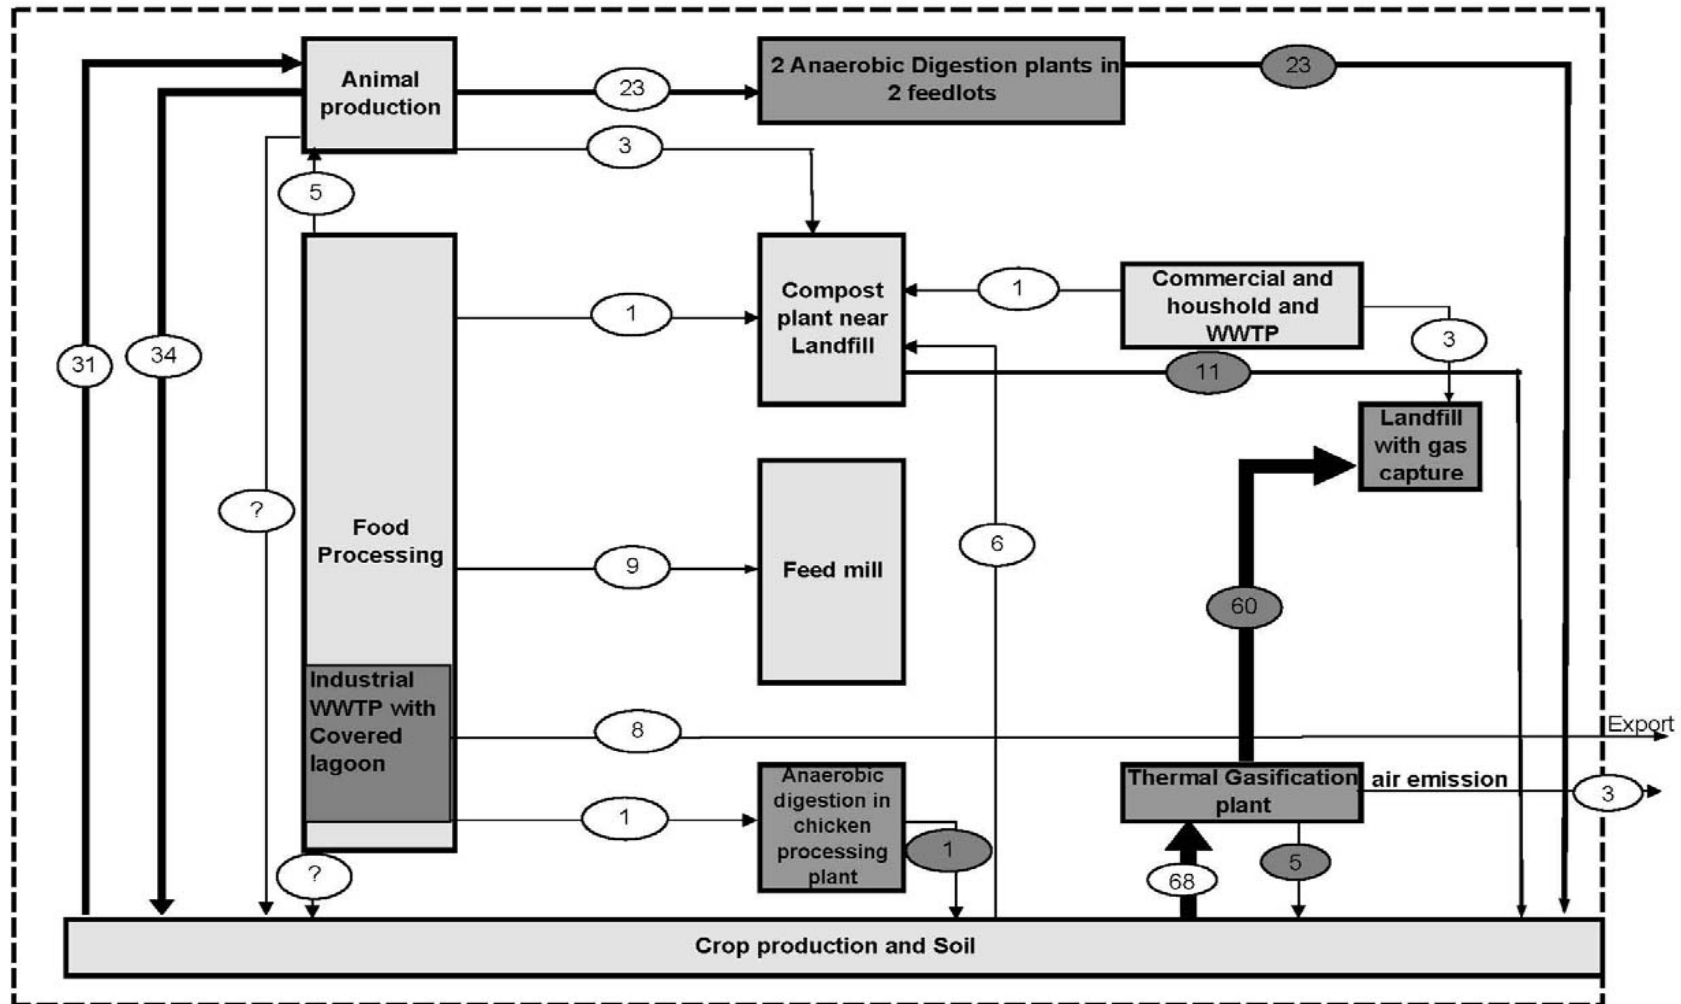 Animal
production
2 Anaerobic Digestion plants in
2 feedlots
23
23
3
5
Compost
plant near
Landfill
1
1
Commercial and
houshold and
WWTP
3
11
31
34
Landfill
with gas
capture
?
Food
Processing
9
Feed mill
6
60
Industrial
WWTP with
Covered
lagoon
8
Export
Anaerobic
digestion in
chicken
processing
plant
1
1
Thermal Gasification
plant
air emission
3
?
68
5
Crop production and Soil